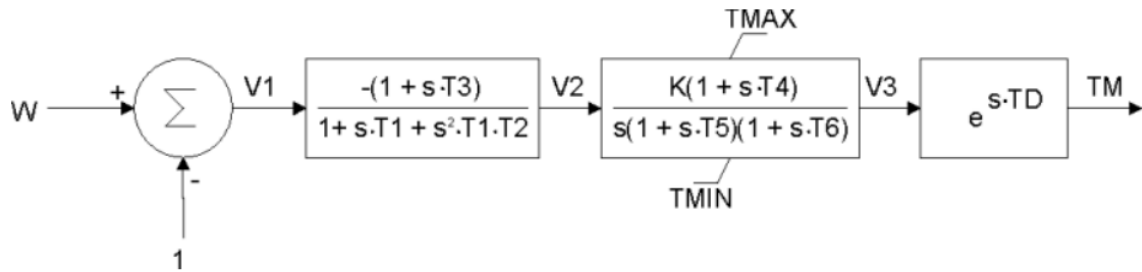 TMAX
W
+
Σ
V1
-(1 + s·T3)
1+ s·T1 + s²·T1·T2
V2
K(1 + s·T4)
s(1 + s·T5)(1 + s·T6)
V3
e^s·TD
TM
-
TMIN
1